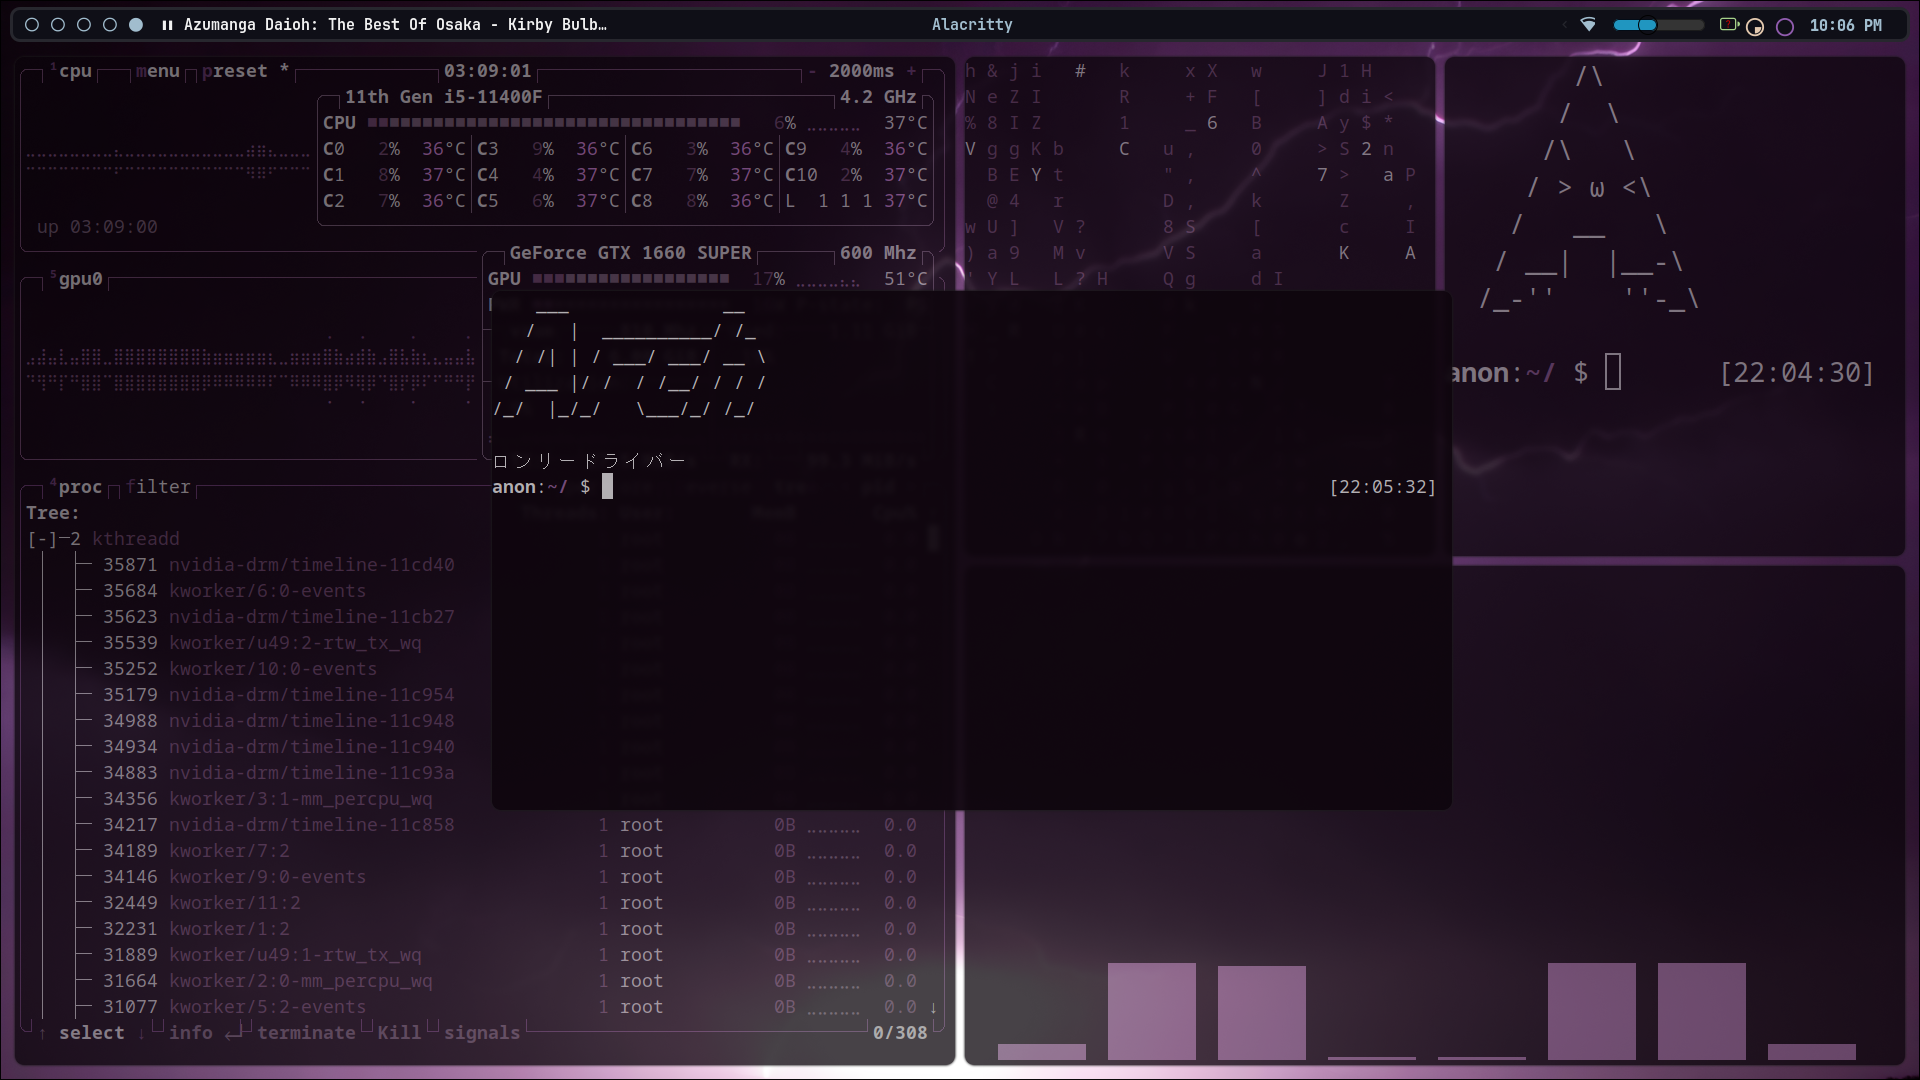 Azumanga Daioh: The Best Of Osaka - Kirby Bulb…
Alacritty
10:06 PM
1cpu menu preset * 03:09:01 - 2000ms +
11th Gen i5-11400F 4.2 GHz
CPU 6% 37°C
C0 2% 36°C C3 9% 36°C C6 3% 36°C C9 4% 36°C
C1 8% 37°C C4 4% 37°C C7 7% 37°C C10 2% 37°C
C2 7% 36°C C5 6% 37°C C8 8% 36°C L 1 1 1 37°C
up 03:09:00
GeForce GTX 1660 SUPER 600 Mhz
5gpu0
GPU 17% 51°C
h & j i # k x X w J 1 H
N e Z I R + F [ ] d i <
% 8 I Z 1 _ 6 B A y $ *
V g g K b C u , 0 > S 2 n
B E Y t " , ^ 7 > a P
@ 4 r D , k Z ,
w U ] V ? 8 S [ c I
) a 9 M v V S a K A
' Y L L ? H Q g d I
/\
/ \
/\ \
/ > ω <\
/ __ \
/ __| |__-\
/_-'' ''-_\
anon:~/ $ [22:04:30]
___ __
/ | __________/ /_
/ /| | / ___/ ___/ __ \
/ ___ |/ / / /__/ / / /
/_/ |_/_/ \___/_/ /_/
ロンリードライバー
anon:~/ $ [22:05:32]
4proc filter
Tree:
[-]─2 kthreadd
35871 nvidia-drm/timeline-11cd40
35684 kworker/6:0-events
35623 nvidia-drm/timeline-11cb27
35539 kworker/u49:2-rtw_tx_wq
35252 kworker/10:0-events
35179 nvidia-drm/timeline-11c954
34988 nvidia-drm/timeline-11c948
34934 nvidia-drm/timeline-11c940
34883 nvidia-drm/timeline-11c93a
34356 kworker/3:1-mm_percpu_wq
34217 nvidia-drm/timeline-11c858 1 root 0B 0.0
34189 kworker/7:2 1 root 0B 0.0
34146 kworker/9:0-events 1 root 0B 0.0
32449 kworker/11:2 1 root 0B 0.0
32231 kworker/1:2 1 root 0B 0.0
31889 kworker/u49:1-rtw_tx_wq 1 root 0B 0.0
31664 kworker/2:0-mm_percpu_wq 1 root 0B 0.0
31077 kworker/5:2-events 1 root 0B 0.0 ↓
↑ select ↓ info ↵ terminate Kill signals 0/308